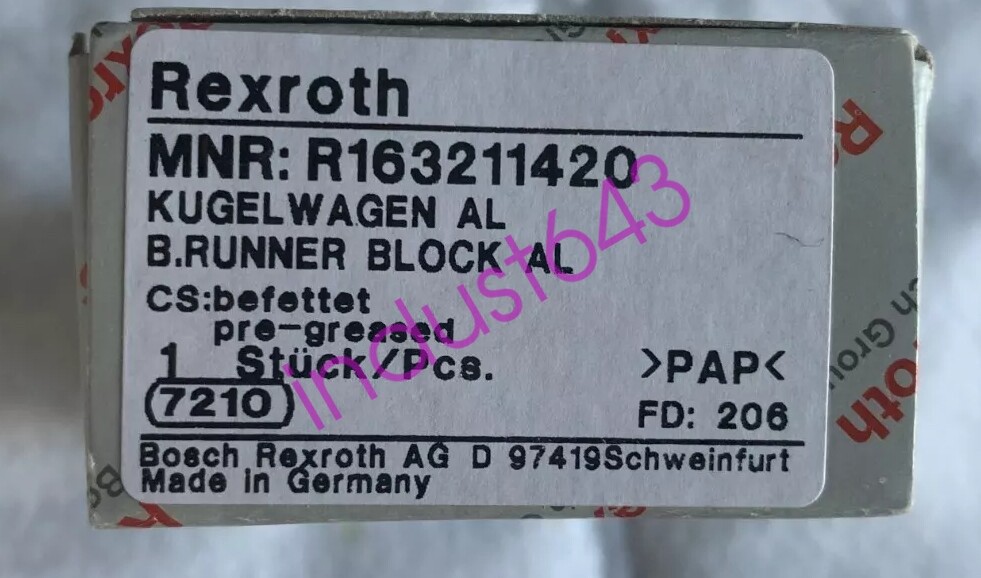 Rexroth
MNR: R163211420
KUGELWAGEN AL
B.RUNNER BLOCK AL
CS:befettet
pre-greased
1 Stück/Pcs.
>PAP<
7210
FD: 206
Bosch Rexroth AG D 97419Schweinfurt
Made in Germany
indust643